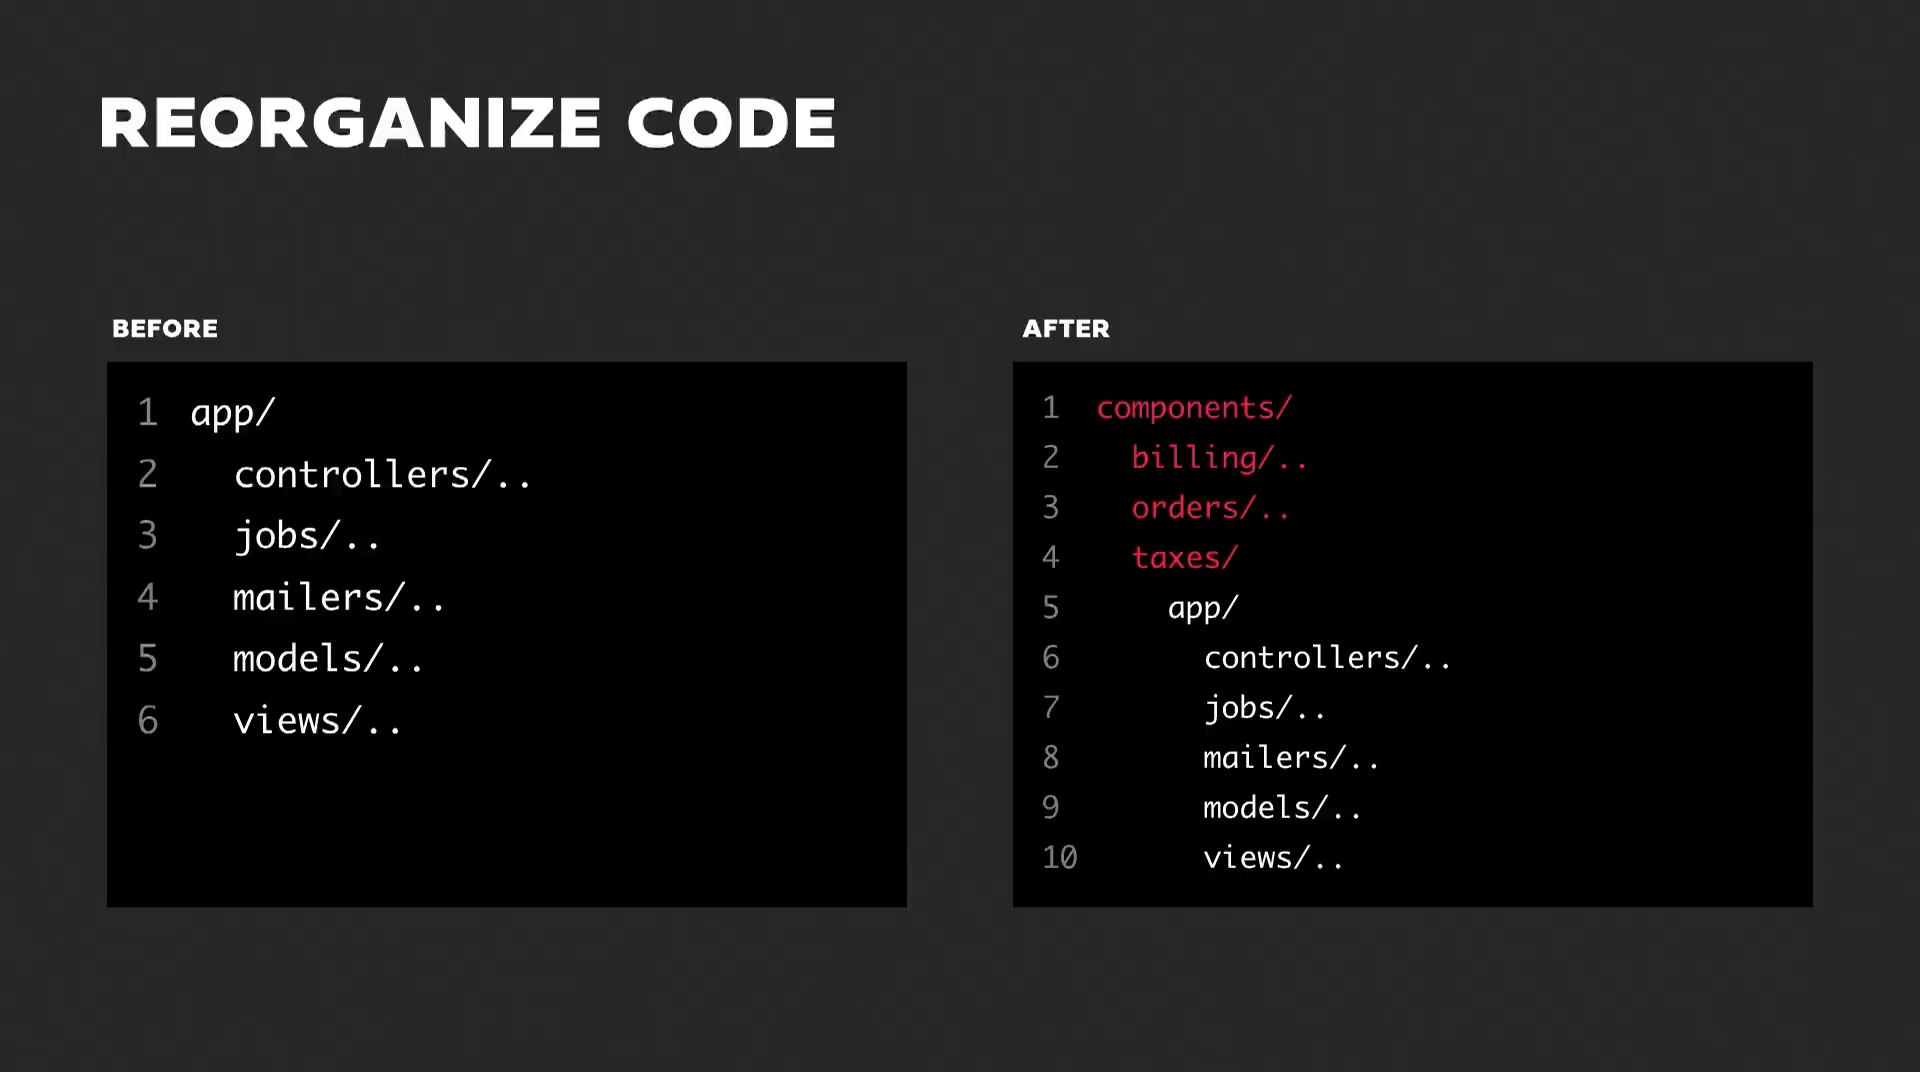 REORGANIZE CODE
BEFORE
1 app/
2   controllers/..
3   jobs/..
4   mailers/..
5   models/..
6   views/..
AFTER
1 components/
2   billing/..
3   orders/..
4   taxes/
5     app/
6       controllers/..
7       jobs/..
8       mailers/..
9       models/..
10       views/..